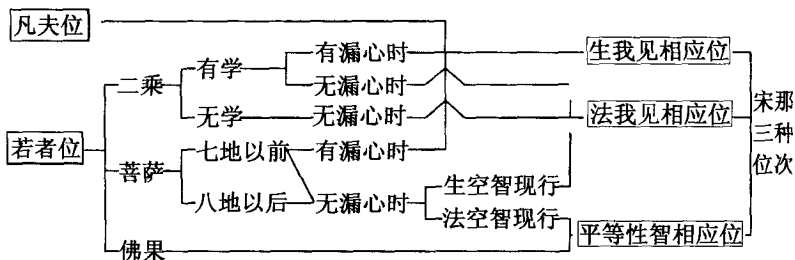 凡夫位
有漏心时
生我见相应位
有学
二乘
无漏心时
宋那
无学
无漏心时
法我见相应位
三种
若者位
七地以前
有漏心时
位次
菩萨
生空智现行
八地以后
无漏心时
法空智现行
平等性智相应位
佛果